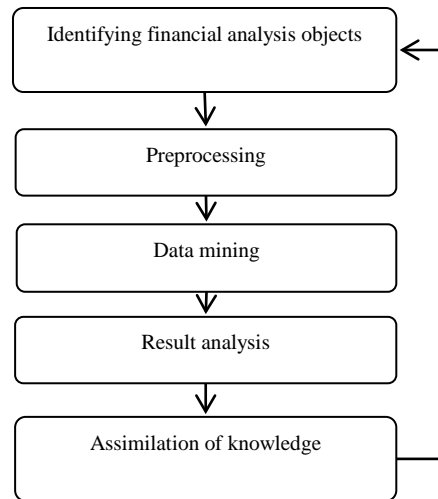 Identifying financial analysis objects
Preprocessing
Data mining
Result analysis
Assimilation of knowledge